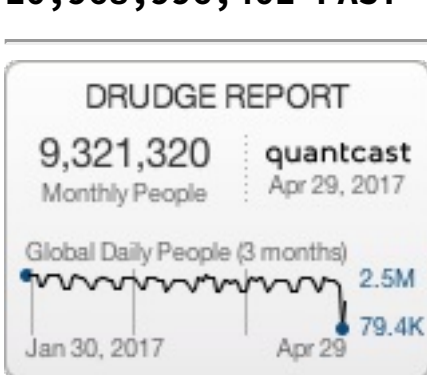 DRUDGE REPORT
9,321,320
Monthly People
quantcast
Apr 29, 2017
Global Daily People (3 months)
2.5M
79.4K
Jan 30, 2017
Apr 29